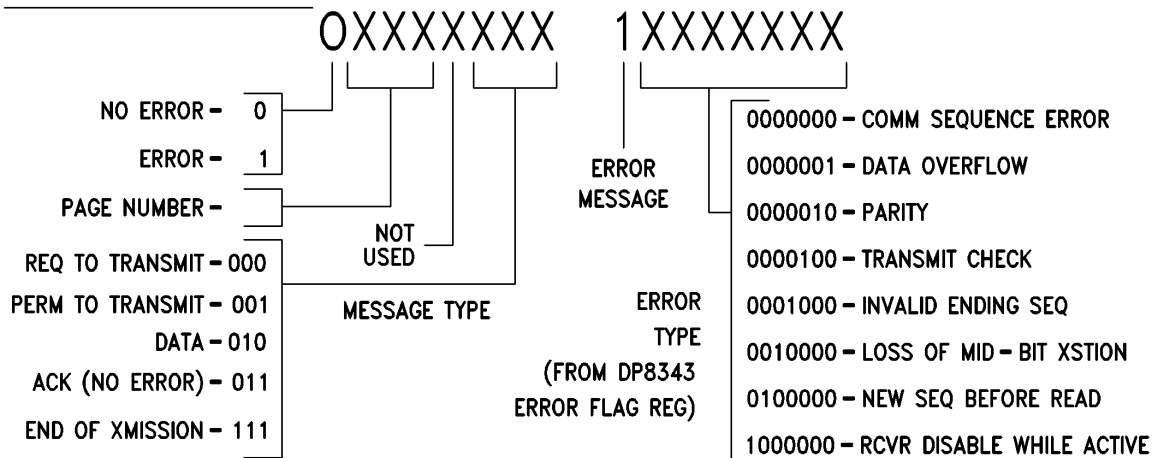 0XXXXXXX 1XXXXXXX
NO ERROR - 0
ERROR - 1
PAGE NUMBER -
NOT
USED
REQ TO TRANSMIT - 000
PERM TO TRANSMIT - 001
DATA - 010
ACK (NO ERROR) - 011
END OF XMISSION - 111
MESSAGE TYPE
ERROR
MESSAGE
ERROR
TYPE
(FROM DP8343
ERROR FLAG REG)
0000000 - COMM SEQUENCE ERROR
0000001 - DATA OVERFLOW
0000010 - PARITY
0000100 - TRANSMIT CHECK
0001000 - INVALID ENDING SEQ
0010000 - LOSS OF MID - BIT XSTION
0100000 - NEW SEQ BEFORE READ
1000000 - RCVR DISABLE WHILE ACTIVE